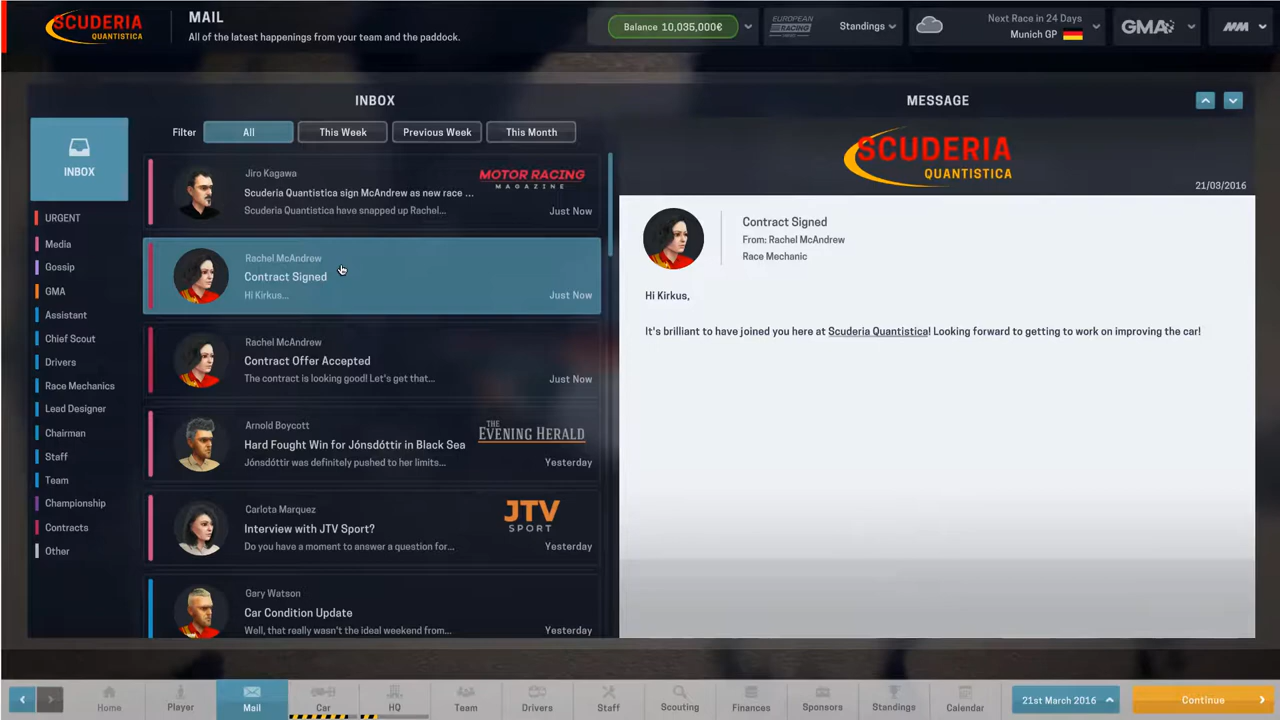 SCUDERIA
QUANTISTICA
MAIL
All of the latest happenings from your team and the paddock.
Balance 10,035,000€
EUROPEAN
RACING
SERIES
Standings
Next Race in 24 Days
Munich GP
GMA
INBOX
MESSAGE
INBOX
URGENT
Media
Gossip
GMA
Assistant
Chief Scout
Drivers
Race Mechanics
Lead Designer
Chairman
Staff
Team
Championship
Contracts
Other
Filter
All
This Week
Previous Week
This Month
Jiro Kagawa
Scuderia Quantistica sign McAndrew as new race ...
Scuderia Quantistica have snapped up Rachel...
MOTOR RACING
MAGAZINE
Just Now
Rachel McAndrew
Contract Signed
Hi Kirkus...
Just Now
Rachel McAndrew
Contract Offer Accepted
The contract is looking good! Let's get that...
Just Now
Arnold Boycott
Hard Fought Win for Jónsdóttir in Black Sea
Jónsdóttir was definitely pushed to her limits...
THE
EVENING HERALD
Yesterday
Carlota Marquez
Interview with JTV Sport?
Do you have a moment to answer a question for...
JTV
SPORT
Yesterday
Gary Watson
Car Condition Update
Well, that really wasn't the ideal weekend from...
Yesterday
SCUDERIA
QUANTISTICA
21/03/2016
Contract Signed
From: Rachel McAndrew
Race Mechanic
Hi Kirkus,
It's brilliant to have joined you here at Scuderia Quantistica! Looking forward to getting to work on improving the car!
Home
Player
Mail
Car
HQ
Team
Drivers
Staff
Scouting
Finances
Sponsors
Standings
Calendar
21st March 2016
Continue